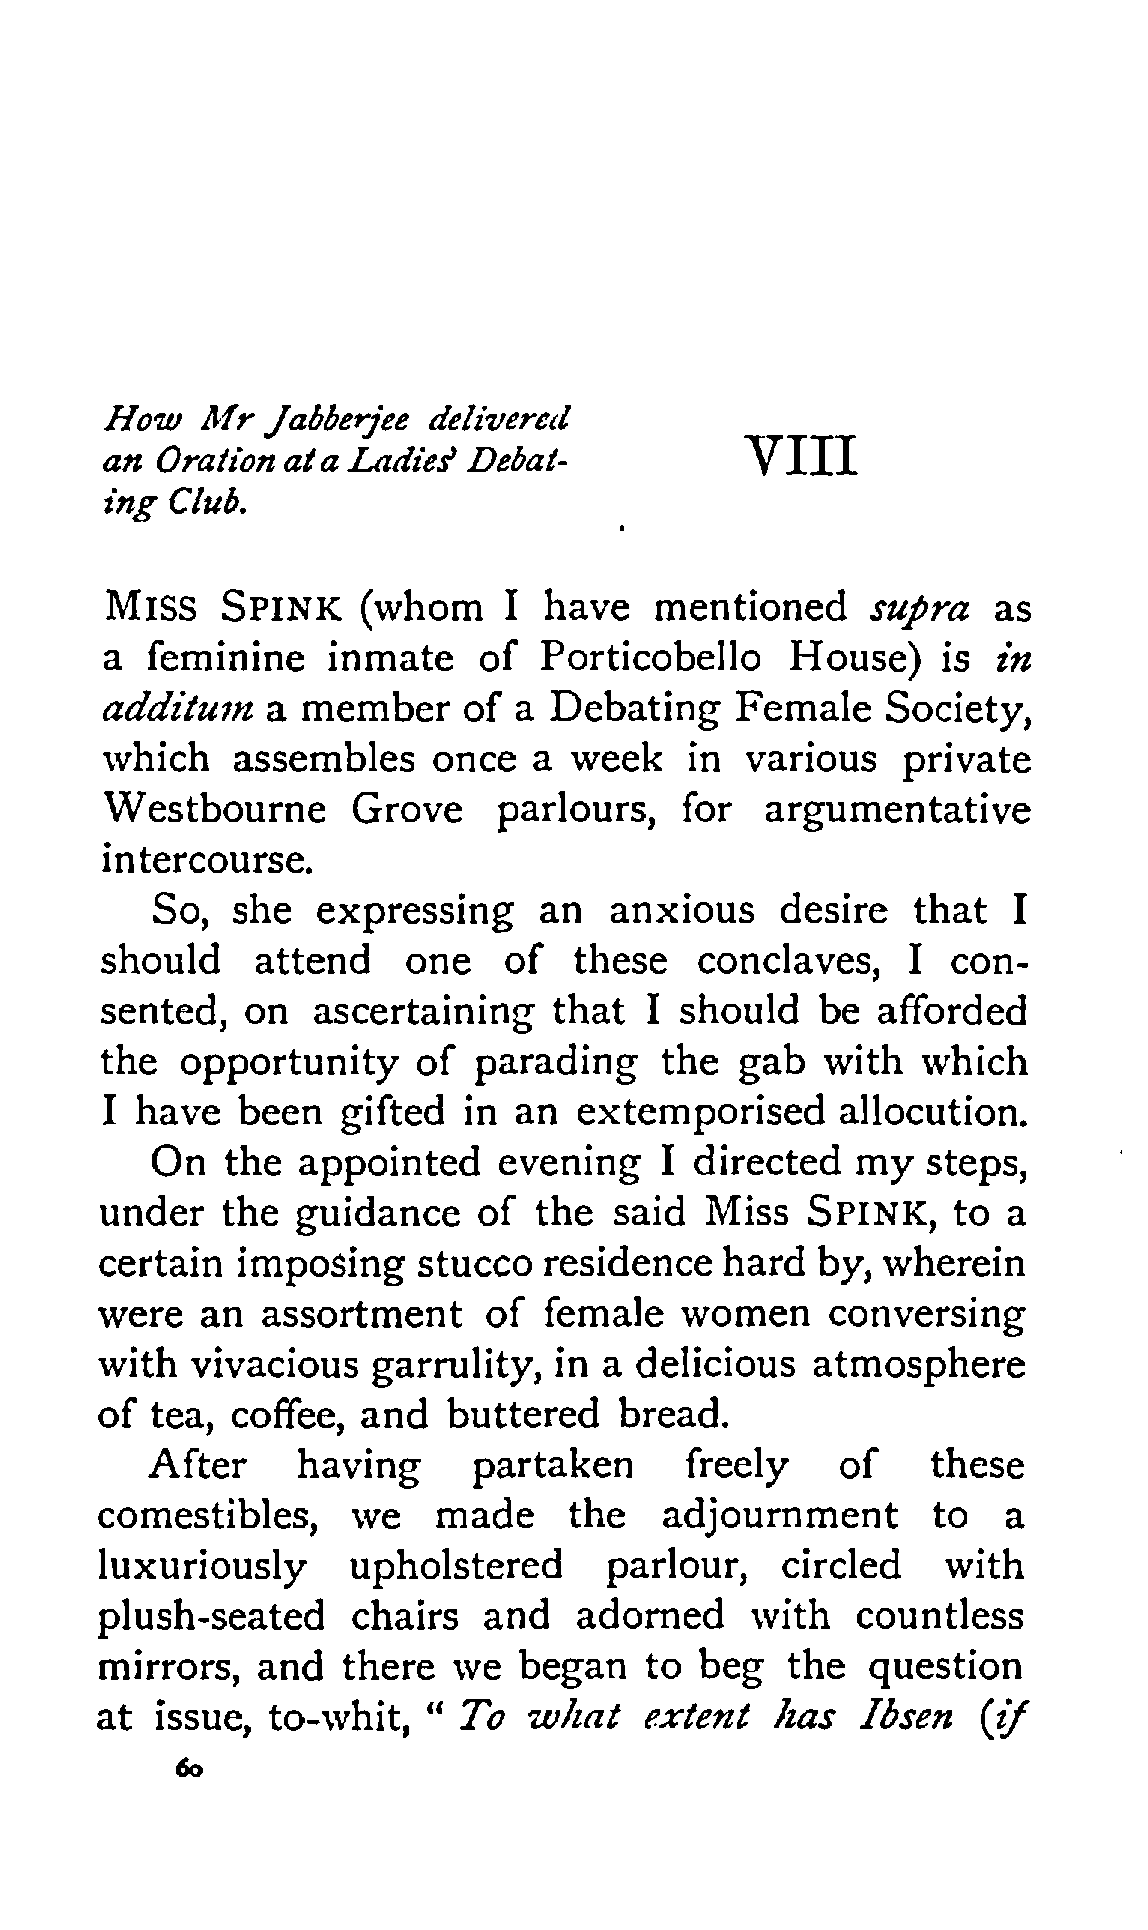 How Mr Jabberjee delivered
an Oration at a Ladies' Debat-
ing Club.
VIII
MISS SPINK (whom I have mentioned supra as
a feminine inmate of Porticobello House) is in
additum a member of a Debating Female Society,
which assembles once a week in various private
Westbourne Grove parlours, for argumentative
intercourse.
So, she expressing an anxious desire that I
should attend one of these conclaves, I con-
sented, on ascertaining that I should be afforded
the opportunity of parading the gab with which
I have been gifted in an extemporised allocution.
On the appointed evening I directed my steps,
under the guidance of the said Miss SPINK, to a
certain imposing stucco residence hard by, wherein
were an assortment of female women conversing
with vivacious garrulity, in a delicious atmosphere
of tea, coffee, and buttered bread.
After having partaken freely of these
comestibles, we made the adjournment to a
luxuriously upholstered parlour, circled with
plush-seated chairs and adorned with countless
mirrors, and there we began to beg the question
at issue, to-whit, " To what extent has Ibsen (if
60